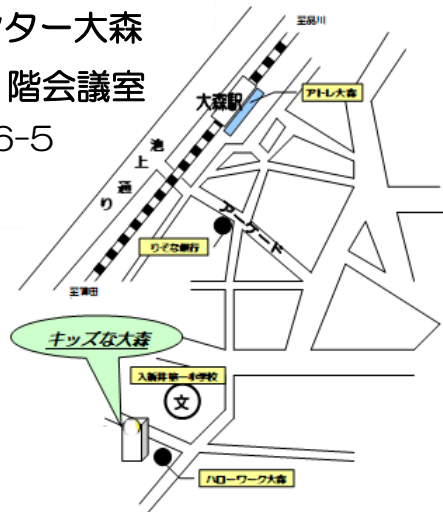 ンター大森
階会議室
6-5
至品川
大森駅
アトレ大森
池上通り
アーケード
りそな銀行
至蒲田
キッズな大森
入新井第一小学校
文
ハローワーク大森